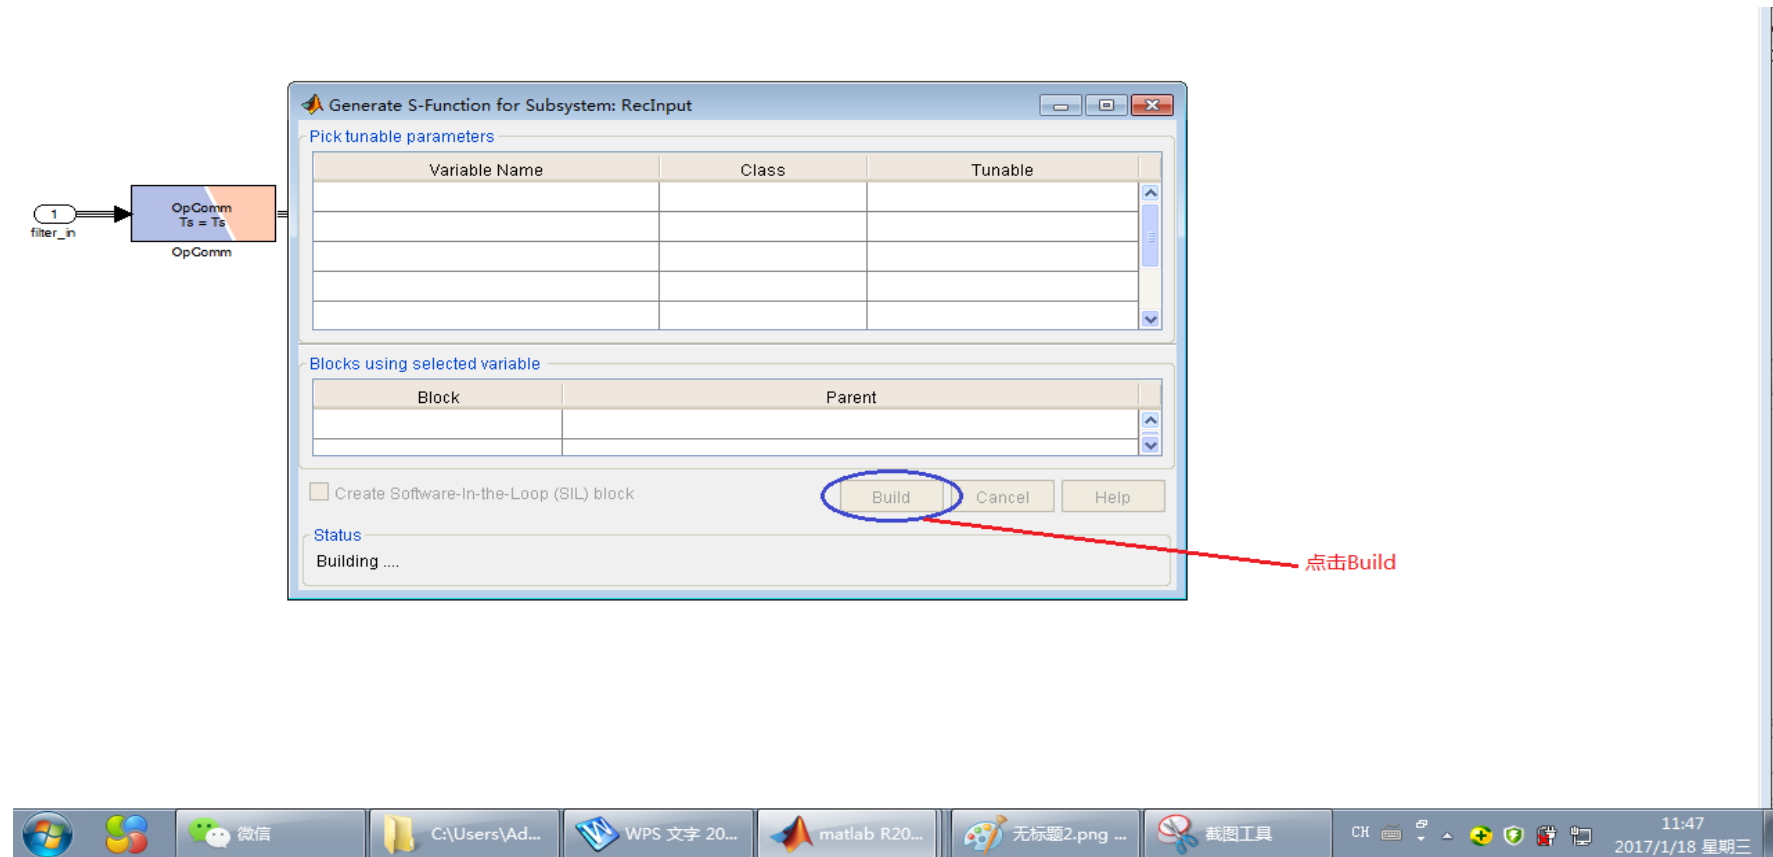 Generate S-Function for Subsystem: RecInput
Pick tunable parameters
Variable Name Class Tunable
1
filter_in
OpComm
Ts = Ts
OpComm
Blocks using selected variable
Block Parent
Create Software-In-the-Loop (SIL) block Build Cancel Help
Status
Building ....
点击Build
微信 C:\Users\Ad... WPS 文字 20... matlab R20... 无标题2.png ... 截图工具 CH 11:47
2017/1/18 星期三